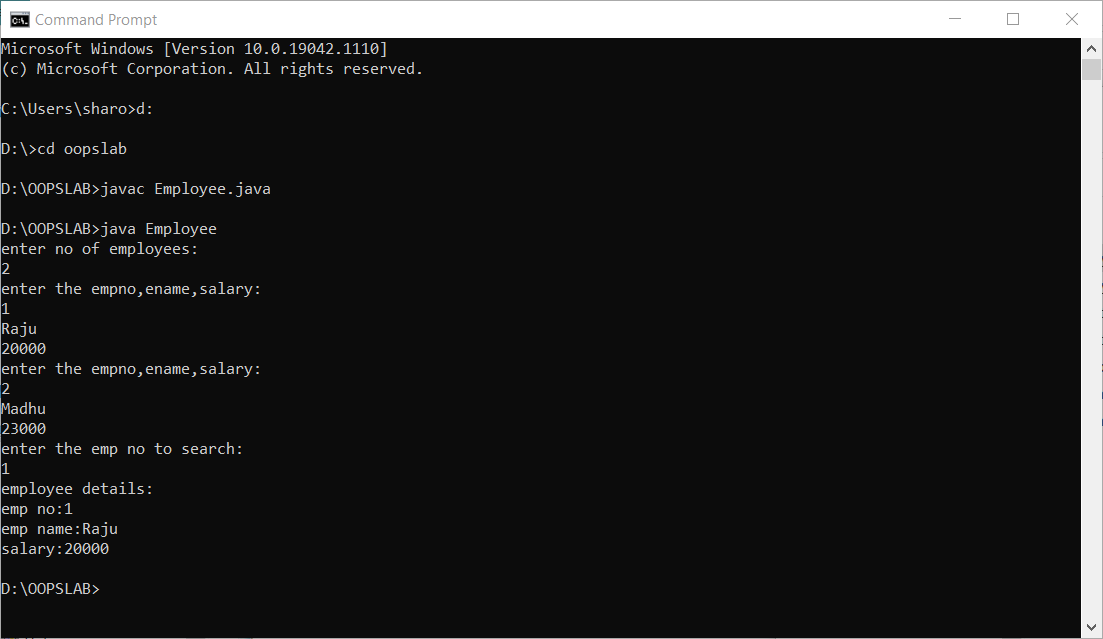 Command Prompt
Microsoft Windows [Version 10.0.19042.1110]
(c) Microsoft Corporation. All rights reserved.
C:\Users\sharo>d:
D:\>cd oopslab
D:\OOPSLAB>javac Employee.java
D:\OOPSLAB>java Employee
enter no of employees:
2
enter the empno,ename,salary:
1
Raju
20000
enter the empno,ename,salary:
2
Madhu
23000
enter the emp no to search:
1
employee details:
emp no:1
emp name:Raju
salary:20000
D:\OOPSLAB>